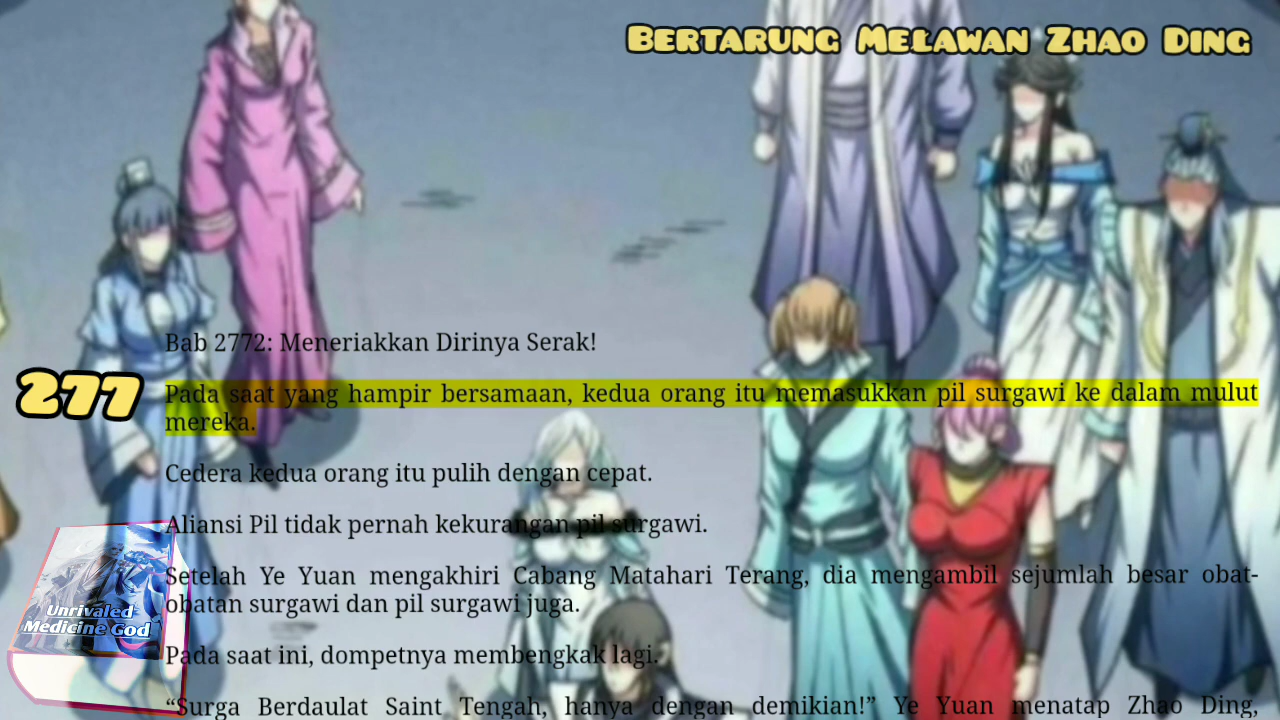 Bertarung Melawan Zhao Ding
Bab 2772: Meneriakkan Dirinya Serak!
277
Pada saat yang hampir bersamaan, kedua orang itu memasukkan pil surgawi ke dalam mulut
mereka.
Cedera kedua orang itu pulih dengan cepat.
Aliansi Pil tidak pernah kekurangan pil surgawi.
Setelah Ye Yuan mengakhiri Cabang Matahari Terang, dia mengambil sejumlah besar obat-
obatan surgawi dan pil surgawi juga.
Unrivaled
Medicine God
Pada saat ini, dompetnya membengkak lagi.
“Surga Berdaulat Saint Tengah, hanya dengan demikian!” Ye Yuan menatap Zhao Ding,